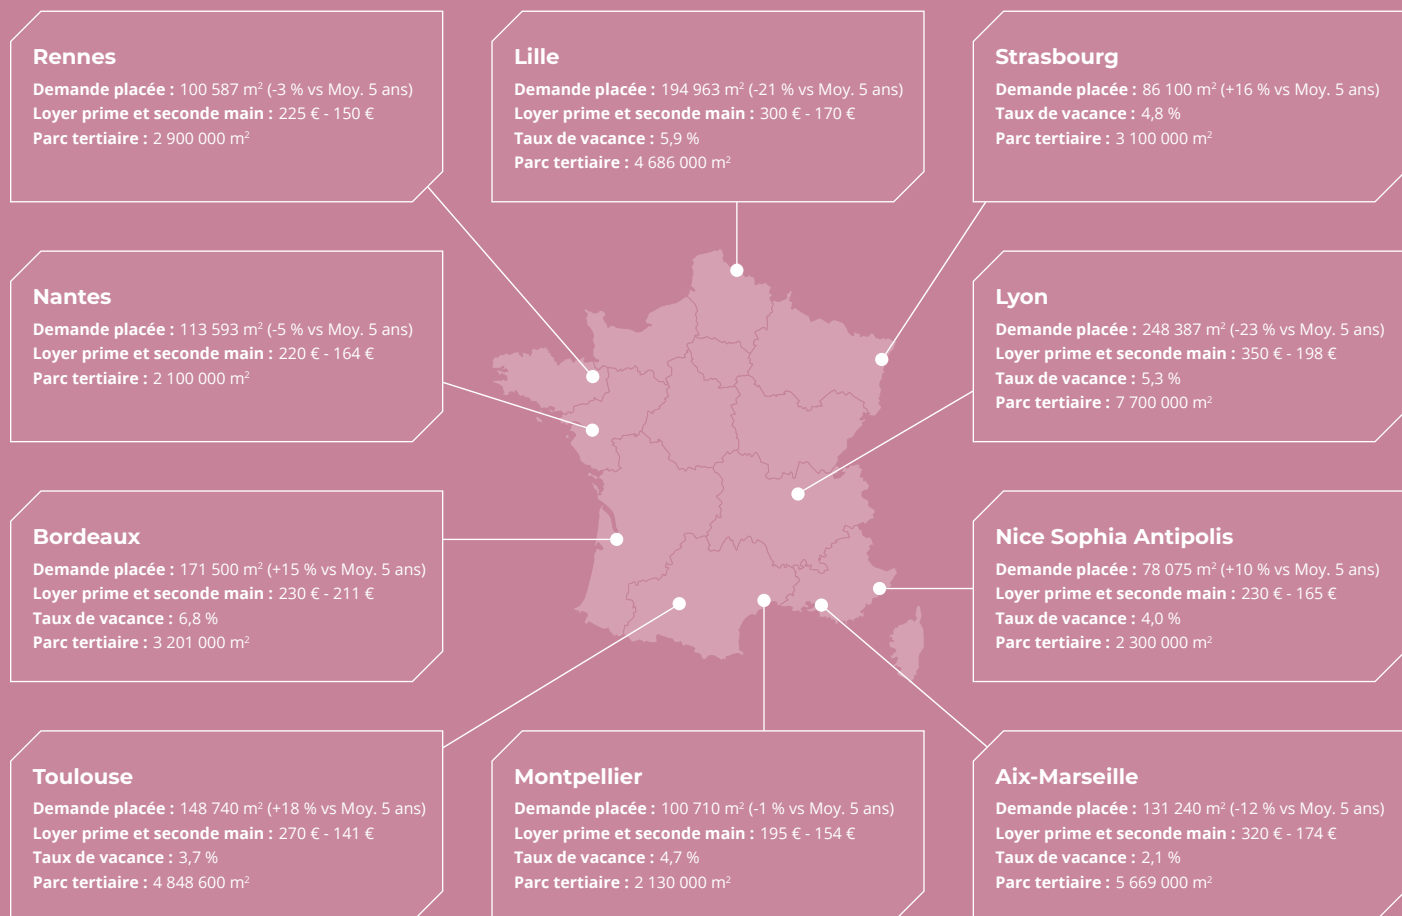 Rennes
Demande placée : 100 587 m² (-3 % vs Moy. 5 ans)
Loyer prime et seconde main : 225 € - 150 €
Parc tertiaire : 2 900 000 m²
Lille
Demande placée : 194 963 m² (-21 % vs Moy. 5 ans)
Loyer prime et seconde main : 300 € - 170 €
Taux de vacance : 5,9 %
Parc tertiaire : 4 686 000 m²
Strasbourg
Demande placée : 86 100 m² (+16 % vs Moy. 5 ans)
Taux de vacance : 4,8 %
Parc tertiaire : 3 100 000 m²
Nantes
Demande placée : 113 593 m² (-5 % vs Moy. 5 ans)
Loyer prime et seconde main : 220 € - 164 €
Parc tertiaire : 2 100 000 m²
Lyon
Demande placée : 248 387 m² (-23 % vs Moy. 5 ans)
Loyer prime et seconde main : 350 € - 198 €
Taux de vacance : 5,3 %
Parc tertiaire : 7 700 000 m²
Bordeaux
Demande placée : 171 500 m² (+15 % vs Moy. 5 ans)
Loyer prime et seconde main : 230 € - 211 €
Taux de vacance : 6,8 %
Parc tertiaire : 3 201 000 m²
Nice Sophia Antipolis
Demande placée : 78 075 m² (+10 % vs Moy. 5 ans)
Loyer prime et seconde main : 230 € - 165 €
Taux de vacance : 4,0 %
Parc tertiaire : 2 300 000 m²
Toulouse
Demande placée : 148 740 m² (+18 % vs Moy. 5 ans)
Loyer prime et seconde main : 270 € - 141 €
Taux de vacance : 3,7 %
Parc tertiaire : 4 848 600 m²
Montpellier
Demande placée : 100 710 m² (-1 % vs Moy. 5 ans)
Loyer prime et seconde main : 195 € - 154 €
Taux de vacance : 4,7 %
Parc tertiaire : 2 130 000 m²
Aix-Marseille
Demande placée : 131 240 m² (-12 % vs Moy. 5 ans)
Loyer prime et seconde main : 320 € - 174 €
Taux de vacance : 2,1 %
Parc tertiaire : 5 669 000 m²